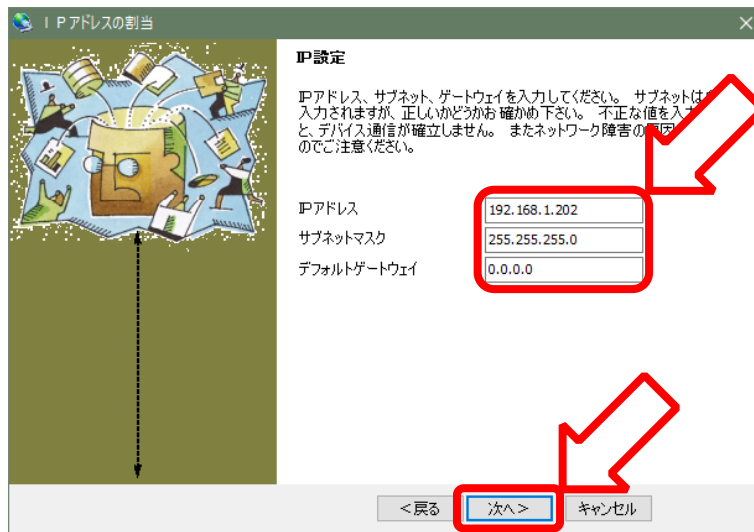 ＩＰアドレスの割当
IP設定
IPアドレス、サブネット、ゲートウェイを入力してください。 サブネットは
入力されますが、正しいかどうかお確かめ下さい。 不正な値を入力
と、デバイス通信が確立しません。 またネットワーク障害の原因
のでご注意ください。
IPアドレス 192.168.1.202
サブネットマスク 255.255.255.0
デフォルトゲートウェイ 0.0.0.0
<戻る 次へ> キャンセル